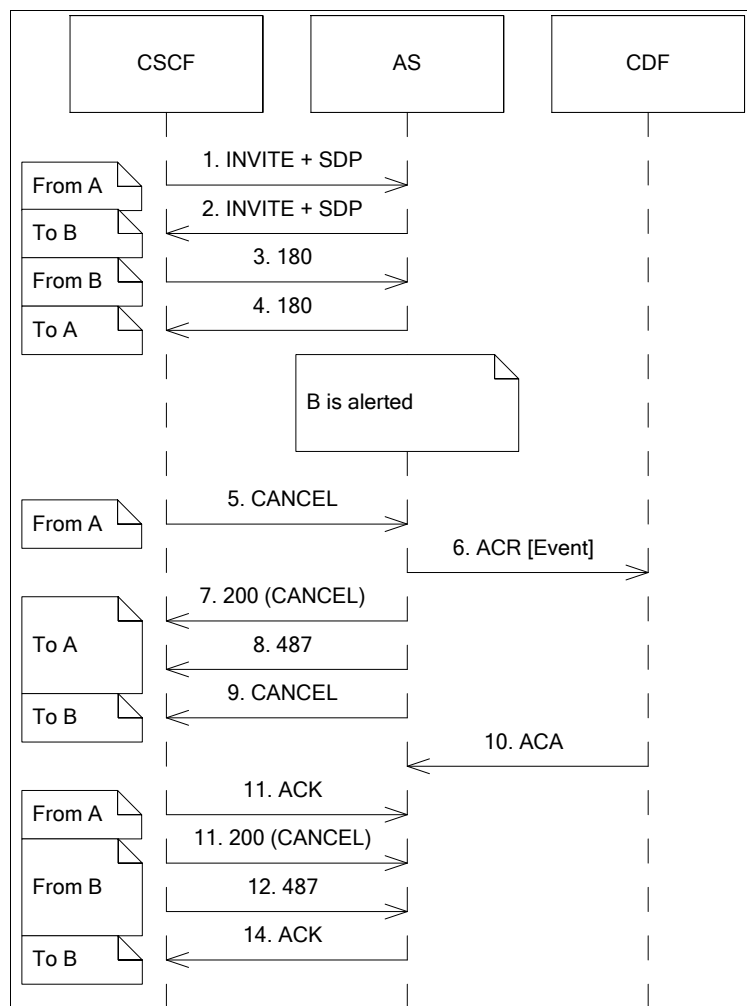 CSCF AS CDF
1. INVITE + SDP
From A
2. INVITE + SDP
To B
3. 180
From B
4. 180
To A
B is alerted
5. CANCEL
From A
6. ACR [Event]
7. 200 (CANCEL)
To A
8. 487
9. CANCEL
To B
10. ACA
11. ACK
From A
11. 200 (CANCEL)
From B
12. 487
14. ACK
To B